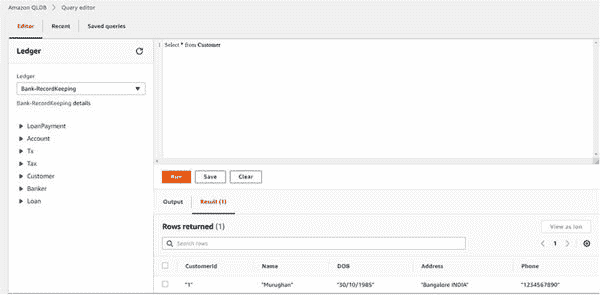 Amazon QLDB > Query editor
Editor Recent Saved queries
Ledger
Ledger
Bank-RecordKeeping
Bank-RecordKeeping details
LoanPayment
Account
Tx
Tax
Customer
Banker
Loan
1 Select * from Customer
Run Save Clear
Output Result (1)
Rows returned (1) View as Ion
Search rows < 1 >
CustomerId Name DOB Address Phone
"1" "Murughan" "30/10/1985" "Bangalore INDIA" "1234567890"